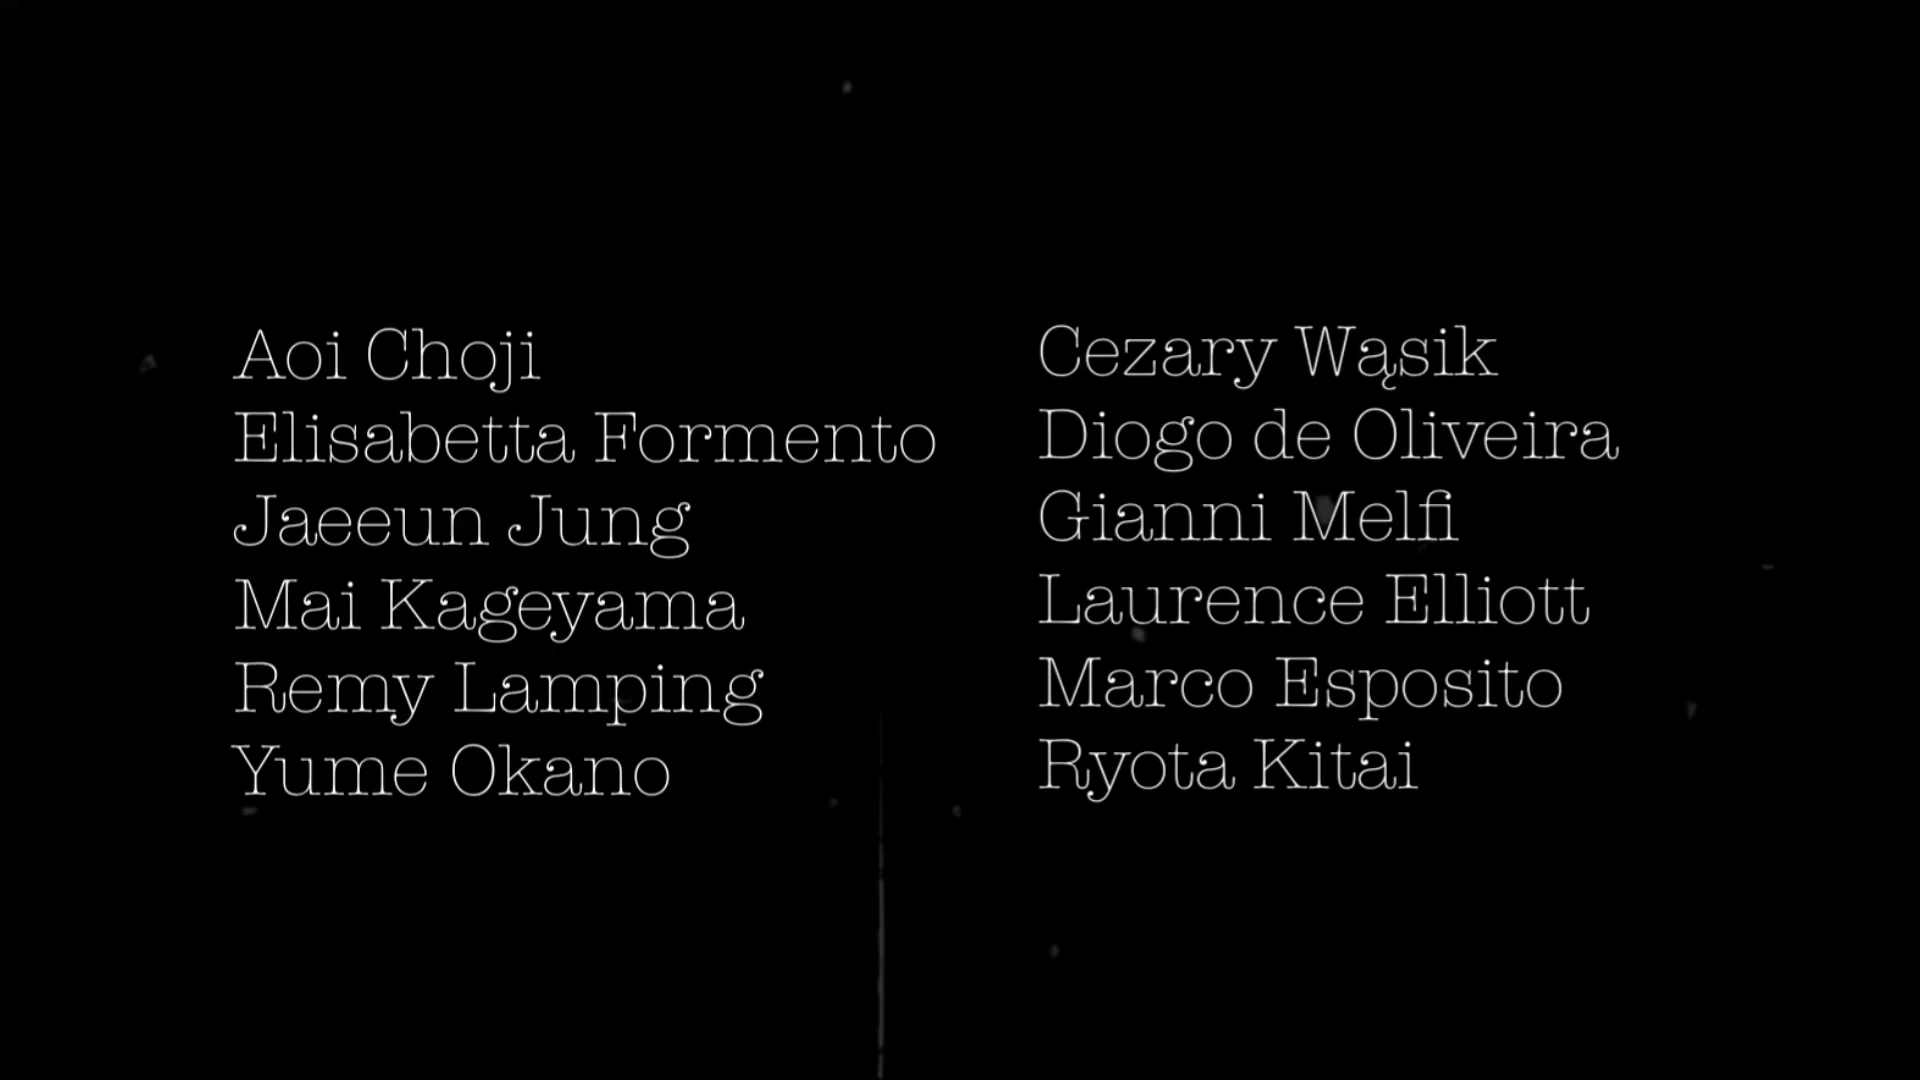 Aoi Choji
Elisabetta Formento
Jaeeun Jung
Mai Kageyama
Remy Lamping
Yume Okano
Cezary Wąsik
Diogo de Oliveira
Gianni Melfi
Laurence Elliott
Marco Esposito
Ryota Kitai